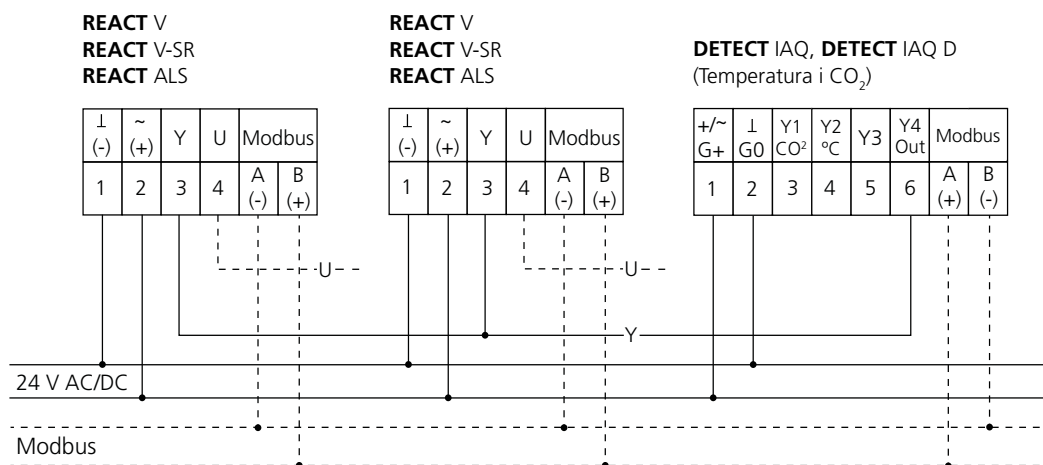 REACT V
REACT V-SR
REACT ALS
⊥ (-) ~ (+) Y U Modbus
1 2 3 4 A (-) B (+)
U
REACT V
REACT V-SR
REACT ALS
⊥ (-) ~ (+) Y U Modbus
1 2 3 4 A (-) B (+)
U
DETECT IAQ, DETECT IAQ D
(Temperatura i CO₂)
+/~ G+ ⊥ G0 Y1 CO² Y2 ºC Y3 Y4 Out Modbus
1 2 3 4 5 6 A (+) B (-)
Y
24 V AC/DC
Modbus